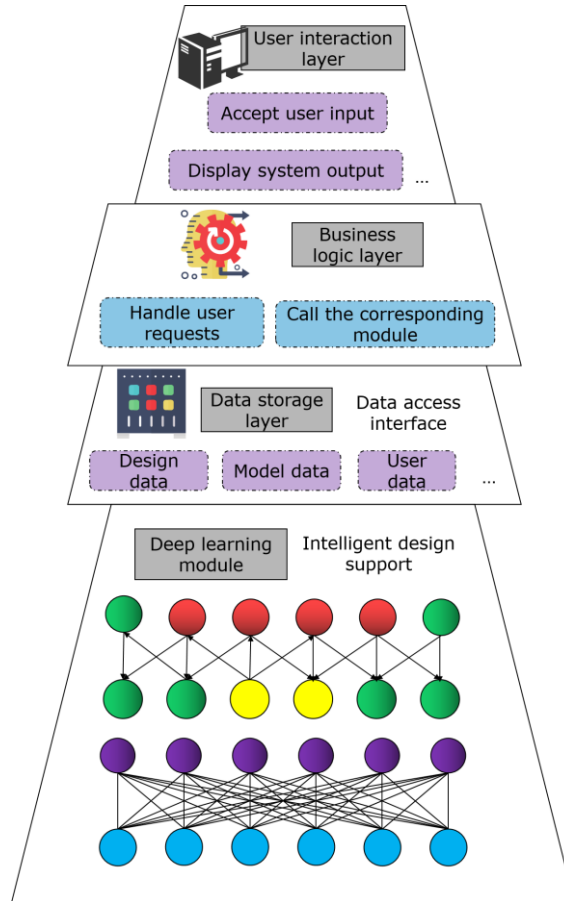 User interaction
layer
Accept user input
Display system output
...
Business
logic layer
Handle user
requests
Call the corresponding
module
Data storage
layer
Data access
interface
Design
data
Model data
User
data
...
Deep learning
module
Intelligent design
support